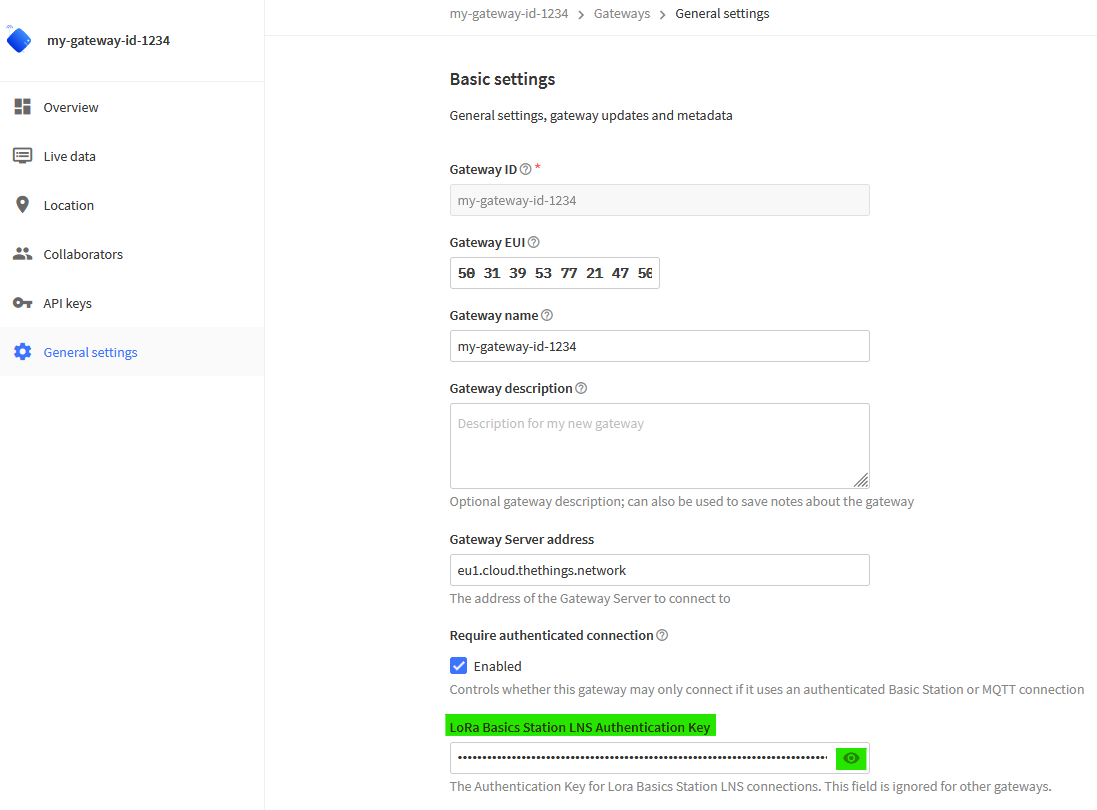 my-gateway-id-1234 > Gateways > General settings
my-gateway-id-1234
Overview
Live data
Location
Collaborators
API keys
General settings
Basic settings
General settings, gateway updates and metadata
Gateway ID *
my-gateway-id-1234
Gateway EUI
50 31 39 53 77 21 47
Gateway name
my-gateway-id-1234
Gateway description
Description for my new gateway
Optional gateway description; can also be used to save notes about the gateway
Gateway Server address
eu1.cloud.thethings.network
The address of the Gateway Server to connect to
Require authenticated connection
Enabled
Controls whether this gateway may only connect if it uses an authenticated Basic Station or MQTT connection
LoRa Basics Station LNS Authentication Key
The Authentication Key for Lora Basics Station LNS connections. This field is ignored for other gateways.